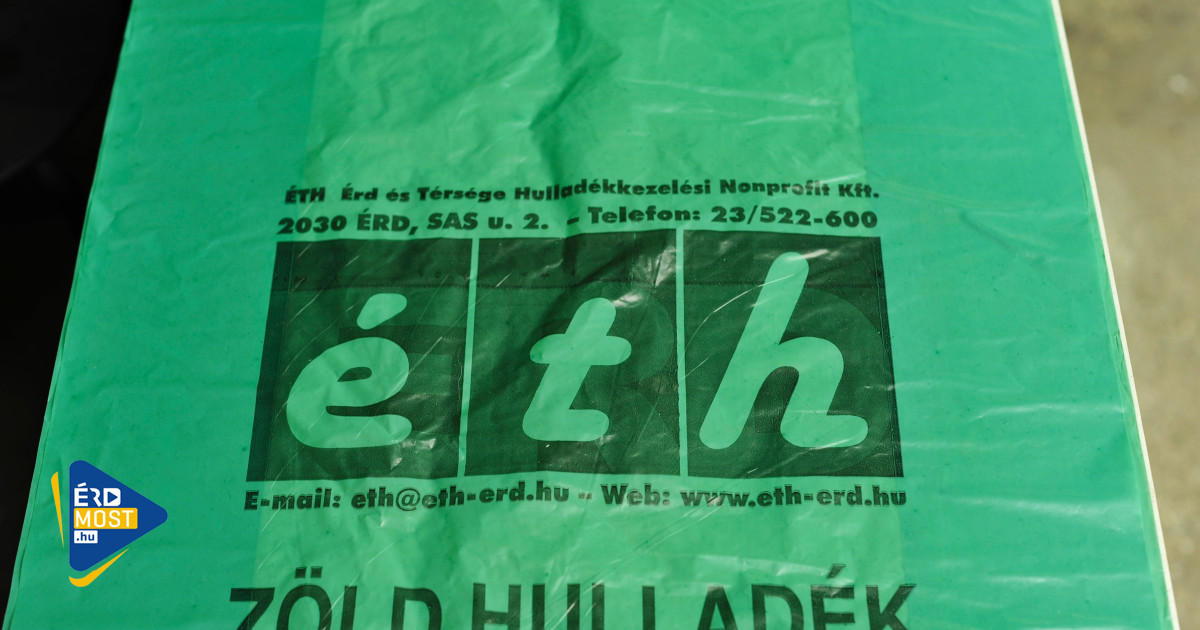 ÉTH Érd és Térsége Hulladékkezelési Nonprofit Kft.
2030 ÉRD, SAS u. 2. - Telefon: 23/522-600
éth
E-mail: eth@eth-erd.hu - Web: www.eth-erd.hu
ZÖLD HULLADÉK
ÉRD
MOST
.hu